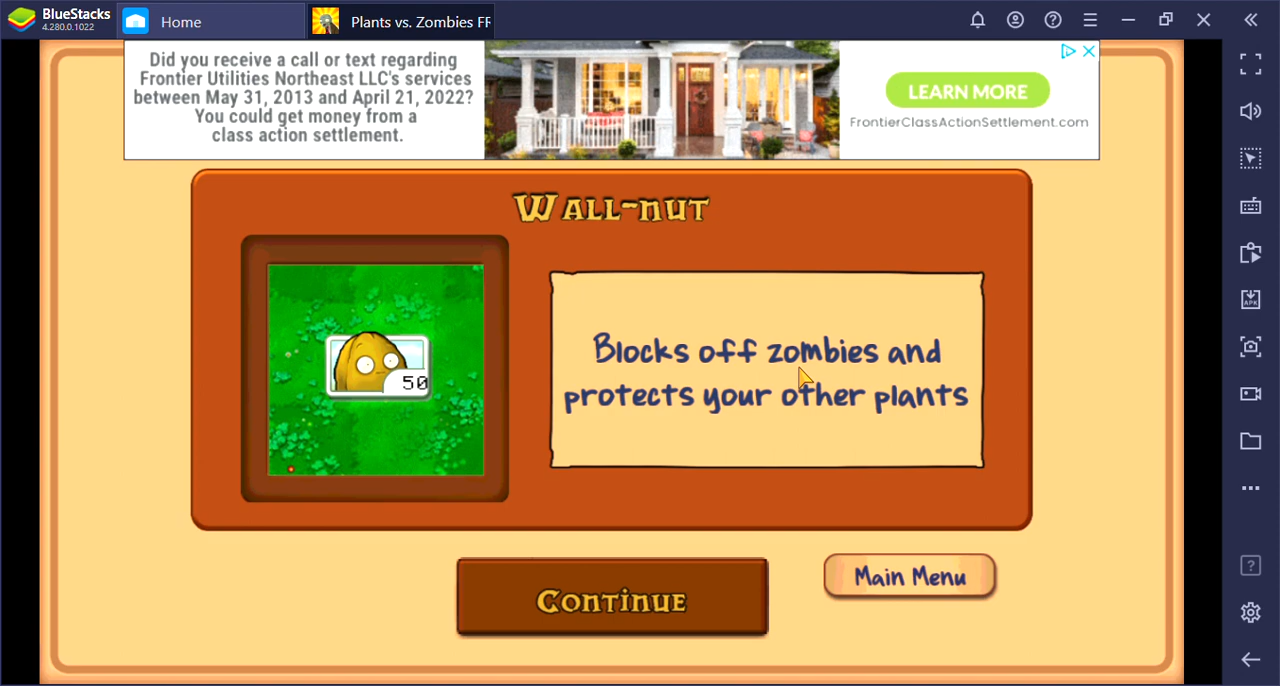 BlueStacks
4.280.0.1022
Home
Plants vs. Zombies FR
Did you receive a call or text regarding
Frontier Utilities Northeast LLC's services
between May 31, 2013 and April 21, 2022?
You could get money from a
class action settlement.
LEARN MORE
FrontierClassActionSettlement.com
Wall-nut
50
Blocks off zombies and
protects your other plants
Continue
Main Menu
APK